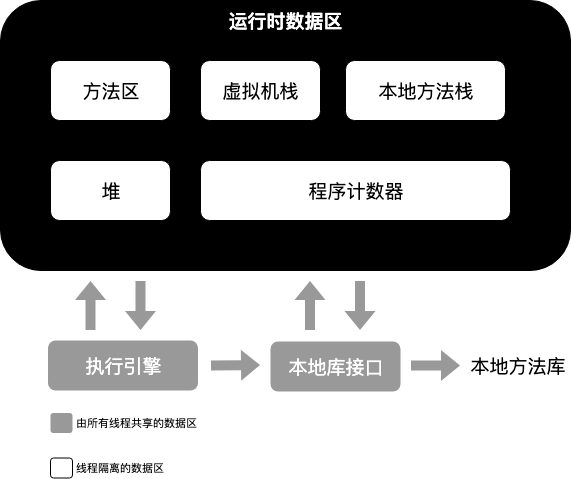 运行时数据区
方法区
虚拟机栈
本地方法栈
堆
程序计数器
执行引擎
本地库接口
本地方法库
由所有线程共享的数据区
线程隔离的数据区